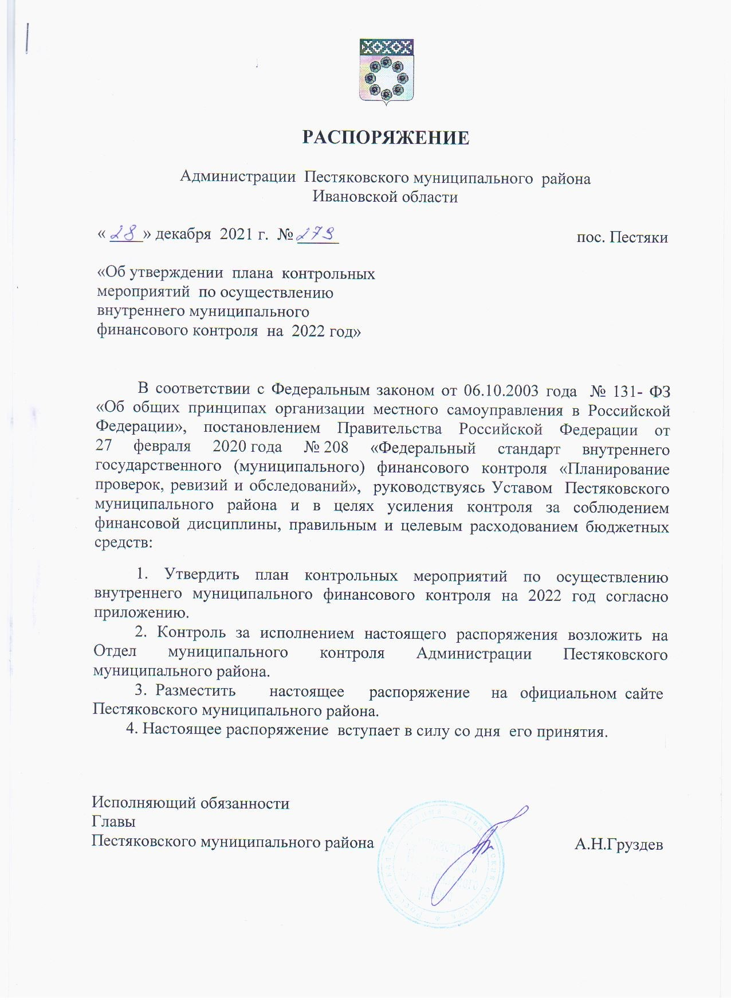 РАСПОРЯЖЕНИЕ
Администрации Пестяковского муниципального района
Ивановской области
« 28 » декабря 2021 г. № 273
пос. Пестяки
«Об утверждении плана контрольных
мероприятий по осуществлению
внутреннего муниципального
финансового контроля на 2022 год»
В соответствии с Федеральным законом от 06.10.2003 года № 131- ФЗ
«Об общих принципах организации местного самоуправления в Российской
Федерации», постановлением Правительства Российской Федерации от
27 февраля 2020 года № 208 «Федеральный стандарт внутреннего
государственного (муниципального) финансового контроля «Планирование
проверок, ревизий и обследований», руководствуясь Уставом Пестяковского
муниципального района и в целях усиления контроля за соблюдением
финансовой дисциплины, правильным и целевым расходованием бюджетных
средств:
1. Утвердить план контрольных мероприятий по осуществлению
внутреннего муниципального финансового контроля на 2022 год согласно
приложению.
2. Контроль за исполнением настоящего распоряжения возложить на
Отдел муниципального контроля Администрации Пестяковского
муниципального района.
3. Разместить настоящее распоряжение на официальном сайте
Пестяковского муниципального района.
4. Настоящее распоряжение вступает в силу со дня его принятия.
Исполняющий обязанности
Главы
Пестяковского муниципального района
А.Н.Груздев